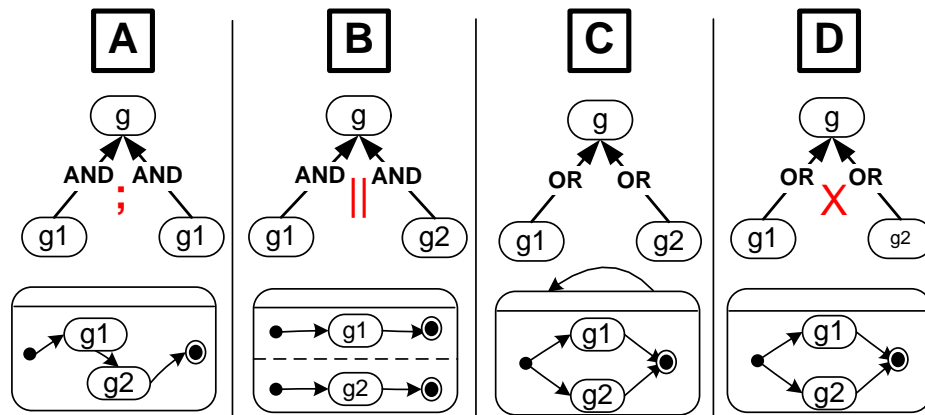 A B C D
g g g g
AND AND AND AND OR OR OR OR
; || X
g1 g1 g1 g2 g1 g2 g1 g2
g1 g1 g1 g1
g2 g2 g2 g2